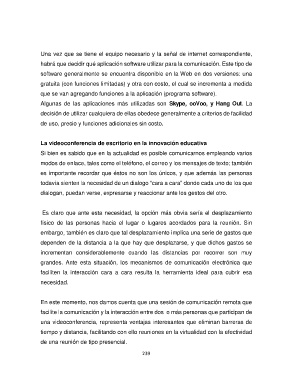 Una vez que se tiene el equipo necesario y la señal de internet correspondiente,
habrá que decidir qué aplicación software utilizar para la comunicación. Este tipo de
software generalmente se encuentra disponible en la Web en dos versiones: una
gratuita (con funciones limitadas) y otra con costo, el cual se incrementa a medida
que se van agregando funciones a la aplicación (programa software).
Algunas de las aplicaciones más utilizadas son Skype, ooVoo, y Hang Out. La
decisión de utilizar cualquiera de ellas obedece generalmente a criterios de facilidad
de uso, precio y funciones adicionales sin costo.
La videoconferencia de escritorio en la innovación educativa
Si bien es sabido que en la actualidad es posible comunicarnos empleando varios
modos de enlace, tales como el teléfono, el correo y los mensajes de texto; también
es importante recordar que éstos no son los únicos, y que además las personas
todavía sienten la necesidad de un dialogo "cara a cara" donde cada uno de los que
dialogan, puedan verse, expresarse y reaccionar ante los gestos del otro.
Es claro que ante esta necesidad, la opción más obvia sería el desplazamiento
físico de las personas hacia el lugar o lugares acordados para la reunión. Sin
embargo, también es claro que tal desplazamiento implica una serie de gastos que
dependen de la distancia a la que hay que desplazarse, y que dichos gastos se
incrementan considerablemente cuando las distancias por recorrer son muy
grandes. Ante esta situación, los mecanismos de comunicación electrónica que
faciliten la interacción cara a cara resulta la herramienta ideal para cubrir esa
necesidad.
En este momento, nos damos cuenta que una sesión de comunicación remota que
facilite la comunicación y la interacción entre dos o más personas que participan de
una videoconferencia, representa ventajas interesantes que eliminan barreras de
tiempo y distancia, facilitando con ello reuniones en la virtualidad con la efectividad
de una reunión de tipo presencial.
239